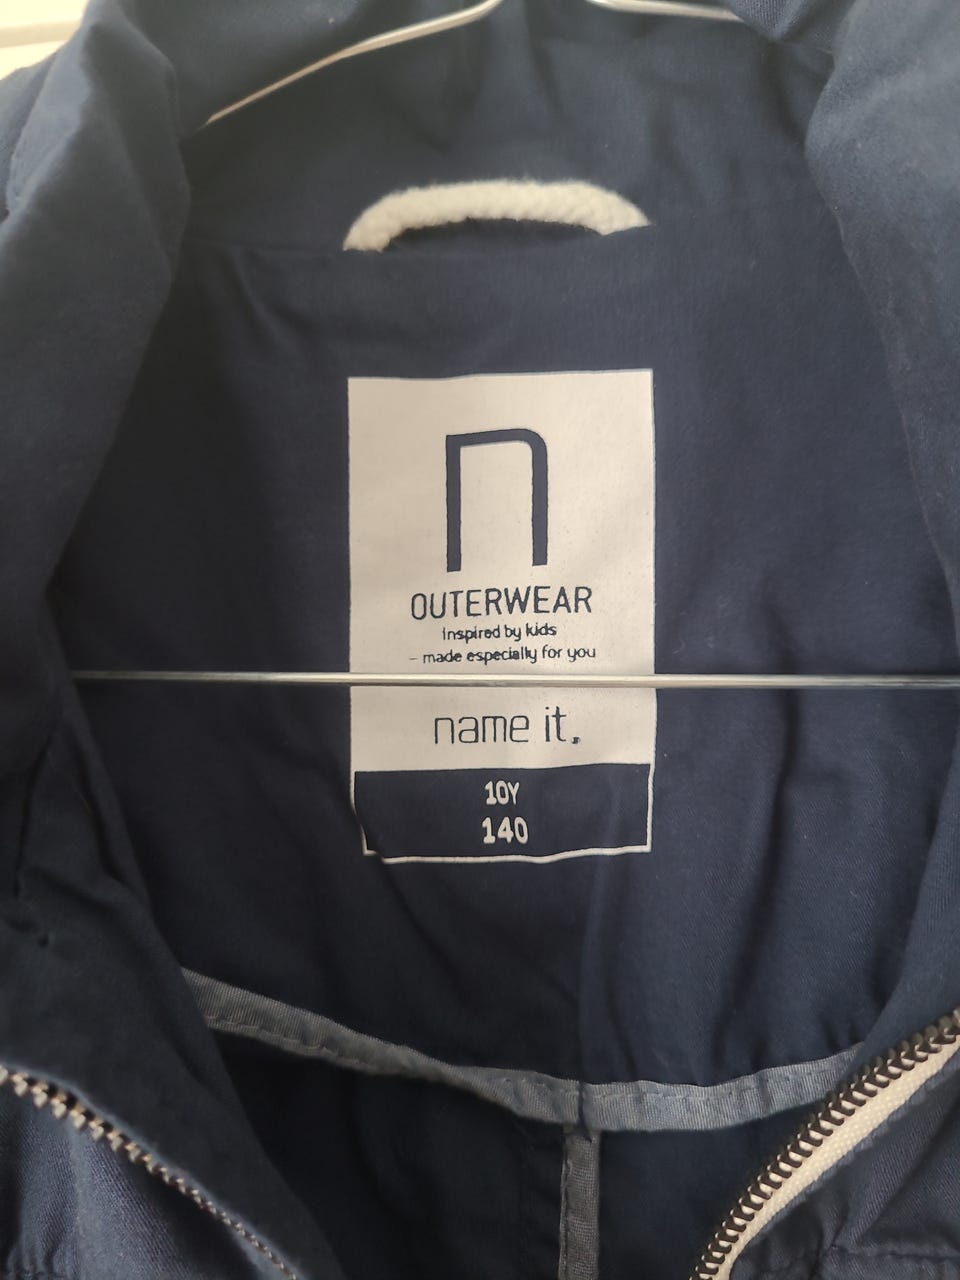 n
OUTERWEAR
inspired by kids
– made especially for you
name it.
10Y
140